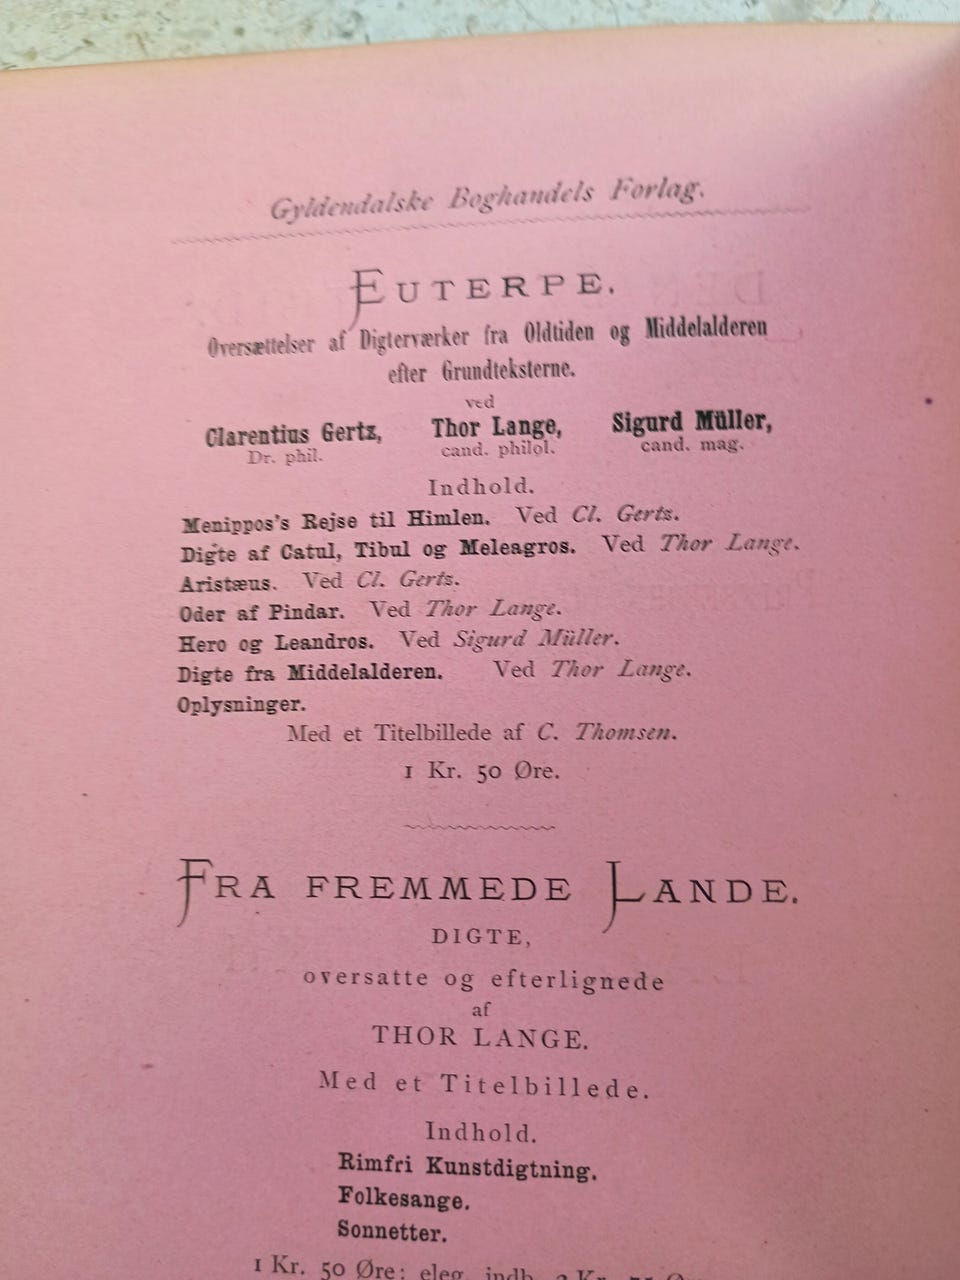 Gyldendalske Boghandels Forlag.
EUTERPE.
Oversættelser af Digterværker fra Oldtiden og Middelalderen
efter Grundteksterne.
ved
Clarentius Gertz, Thor Lange, Sigurd Müller,
Dr. phil. cand. philol. cand. mag.
Indhold.
Menippos's Rejse til Himlen. Ved Cl. Gertz.
Digte af Catul, Tibul og Meleagros. Ved Thor Lange.
Aristæus. Ved Cl. Gertz.
Oder af Pindar. Ved Thor Lange.
Hero og Leandros. Ved Sigurd Müller.
Digte fra Middelalderen. Ved Thor Lange.
Oplysninger.
Med et Titelbillede af C. Thomsen.
1 Kr. 50 Øre.
FRA FREMMEDE LANDE.
DIGTE,
oversatte og efterlignede
af
THOR LANGE.
Med et Titelbillede.
Indhold.
Rimfri Kunstdigtning.
Folkesange.
Sonnetter.
1 Kr. 50 Øre; eleg. indb. Kr.